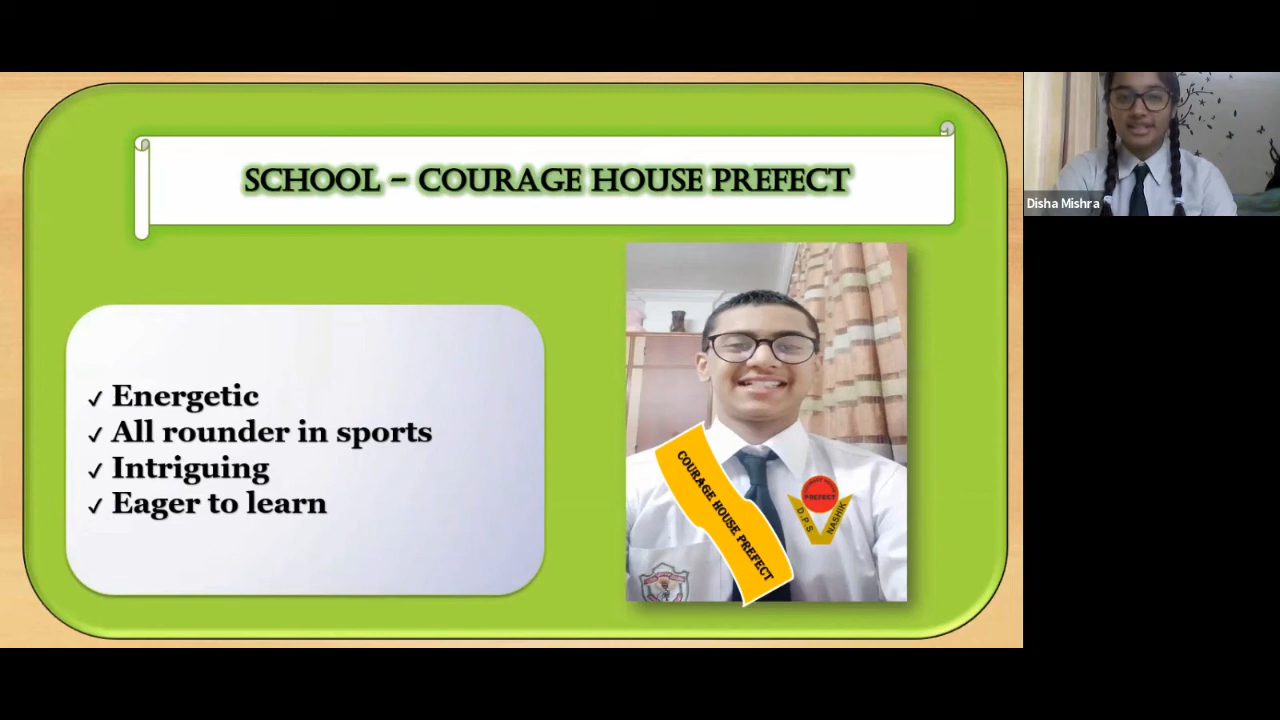 SCHOOL – COURAGE HOUSE PREFECT
Disha Mishra
✓ Energetic
✓ All rounder in sports
✓ Intriguing
✓ Eager to learn
COURAGE HOUSE PREFECT
PREFECT
D.P.S NASHIK